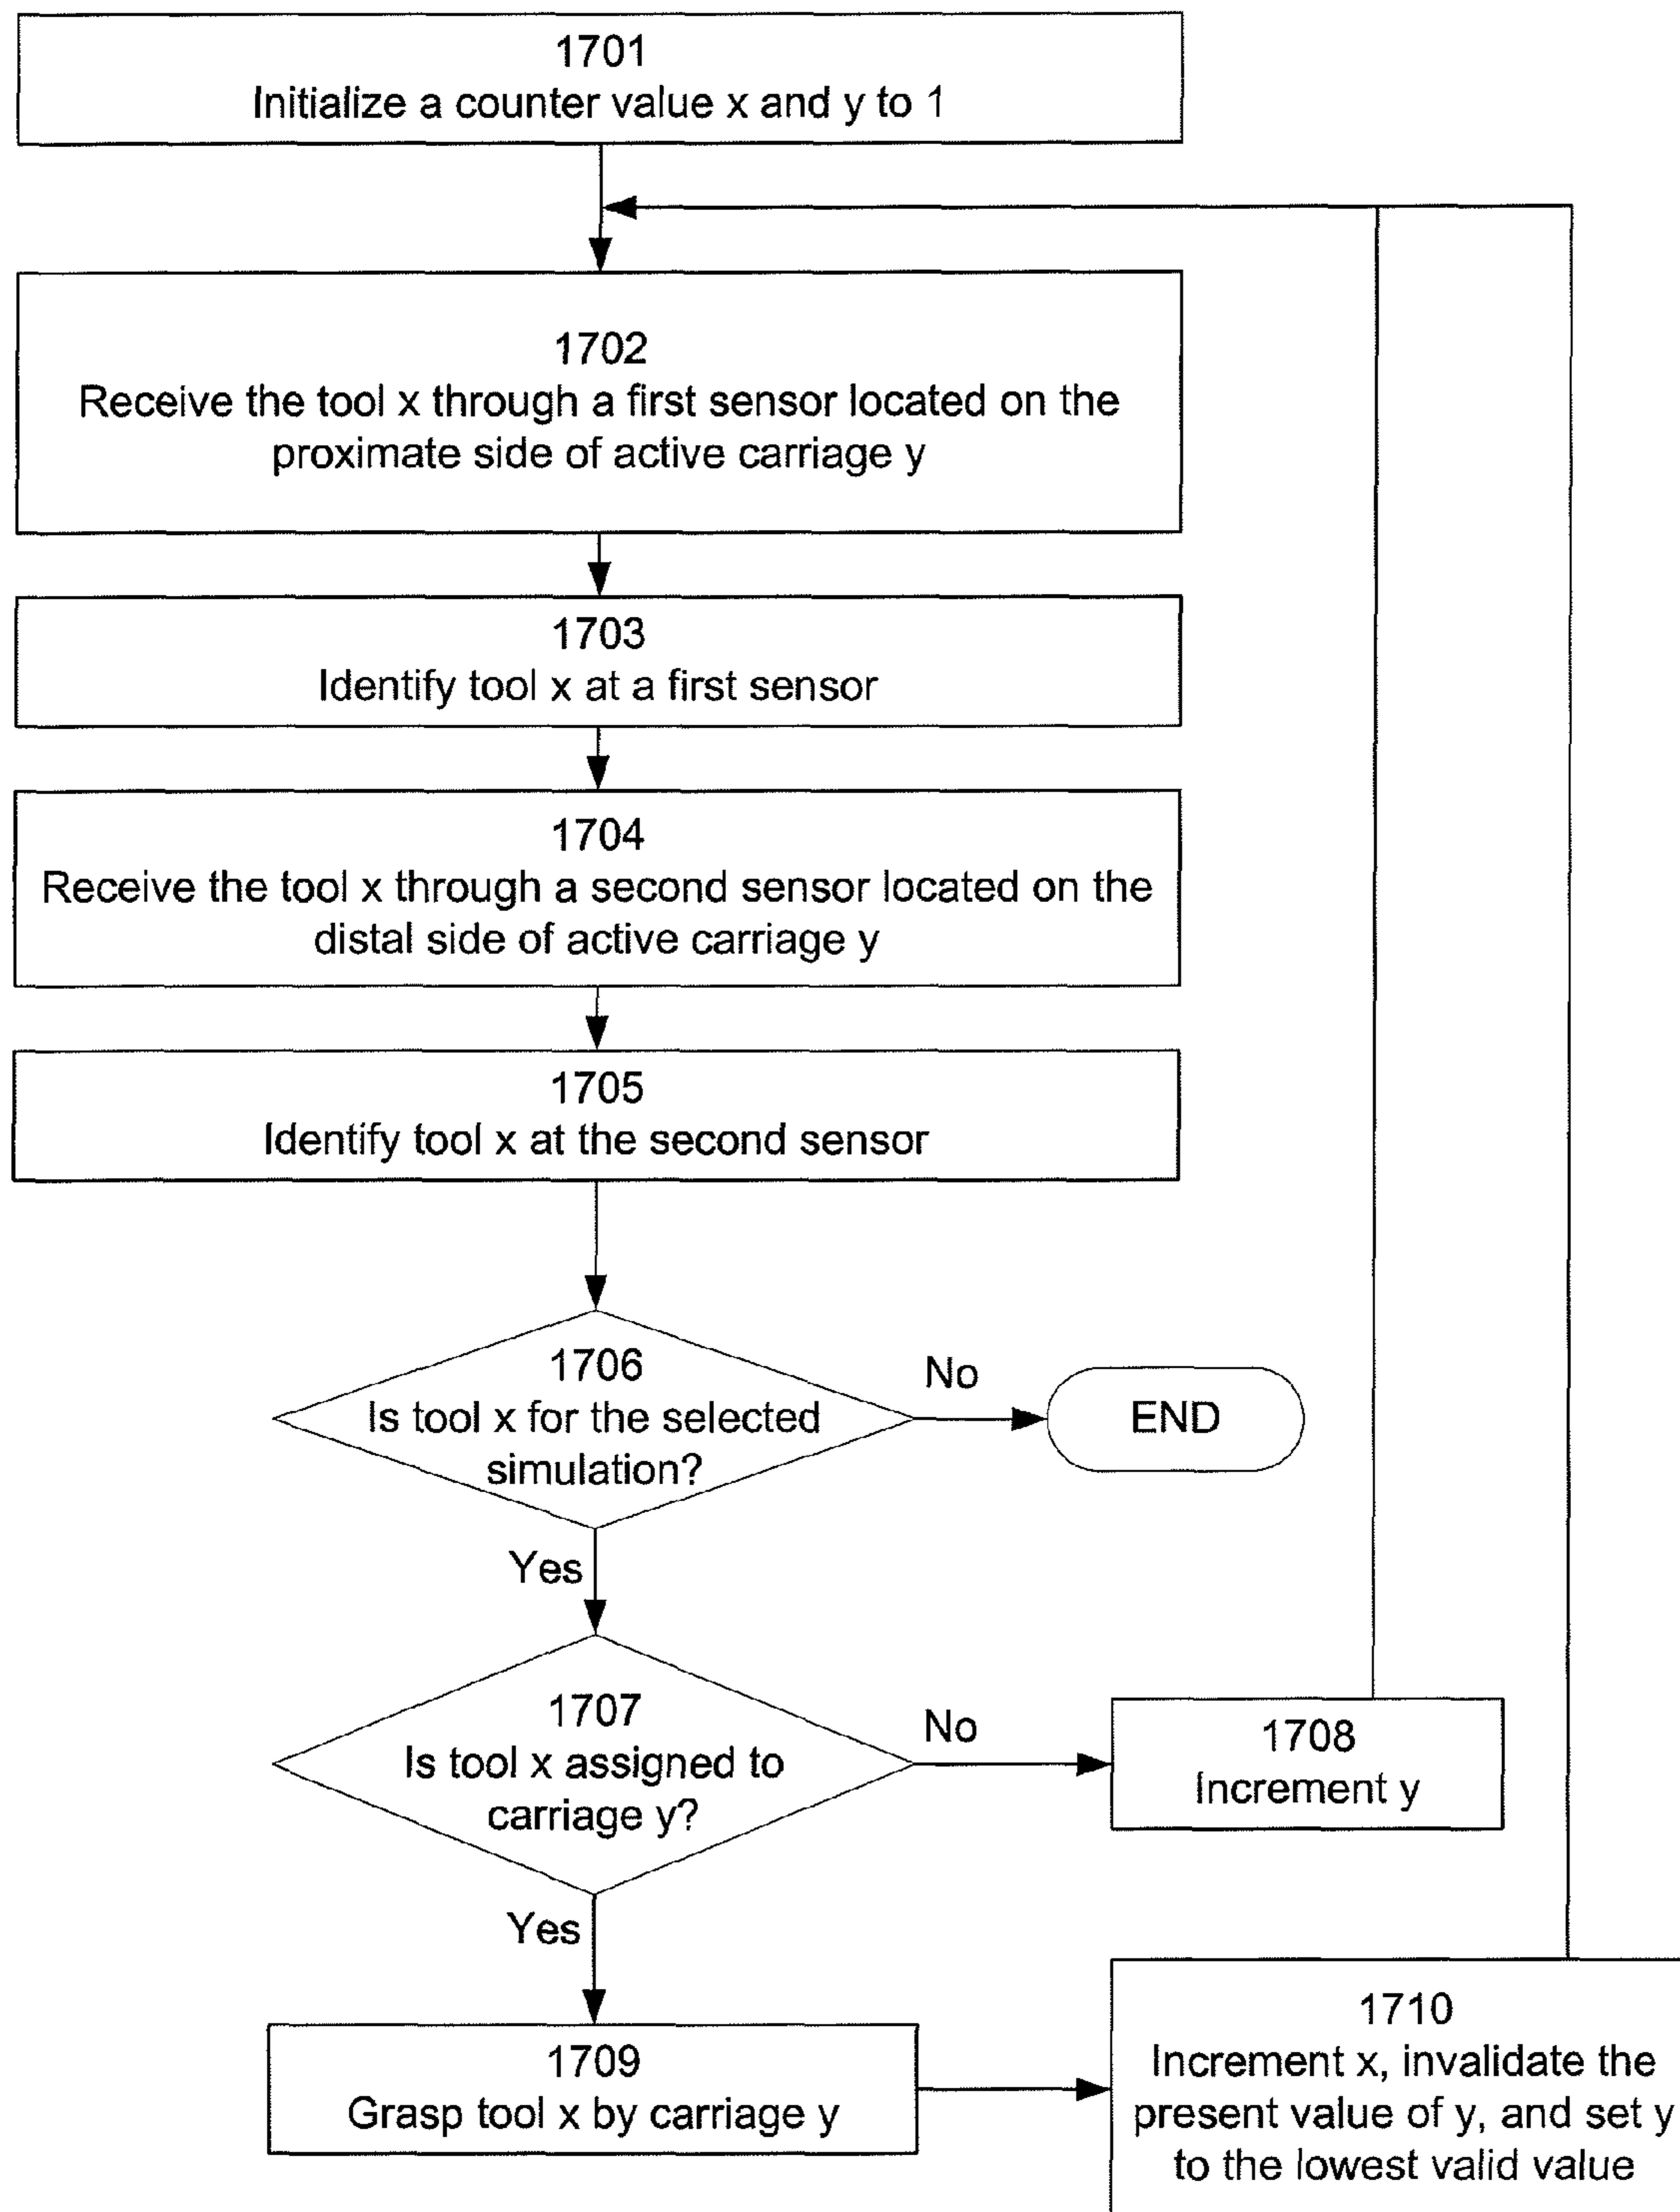 1701
Initialize a counter value x and y to 1
1702
Receive the tool x through a first sensor located on the
proximate side of active carriage y
1703
Identify tool x at a first sensor
1704
Receive the tool x through a second sensor located on the
distal side of active carriage y
1705
Identify tool x at the second sensor
1706
Is tool x for the selected
simulation?
No
END
Yes
1707
Is tool x assigned to
carriage y?
No
1708
Increment y
Yes
1709
Grasp tool x by carriage y
1710
Increment x, invalidate the
present value of y, and set y
to the lowest valid value